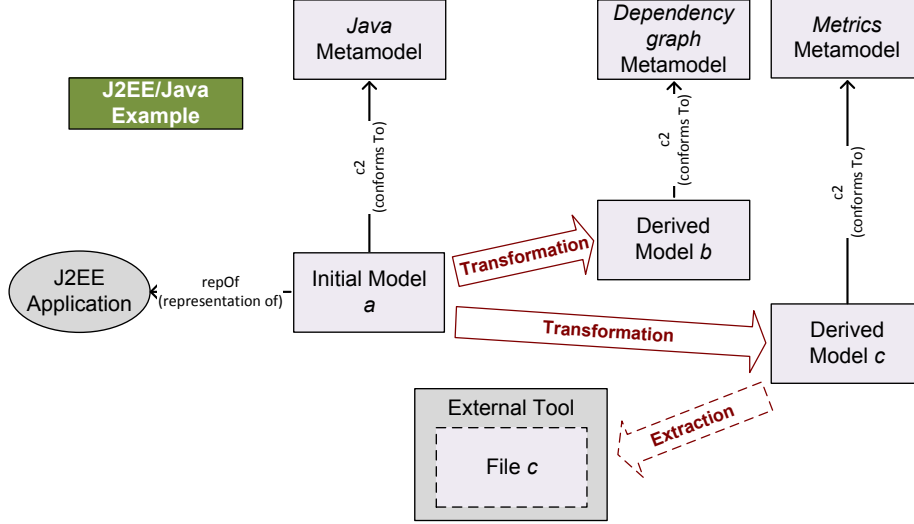 Java
Metamodel
Dependency
graph
Metamodel
Metrics
Metamodel
J2EE/Java
Example
c2
(conforms To)
c2
(conforms To)
c2
(conforms To)
J2EE
Application
repOf
(representation of)
Initial Model
a
Transformation
Derived
Model b
Transformation
Derived
Model c
Extraction
External Tool
File c